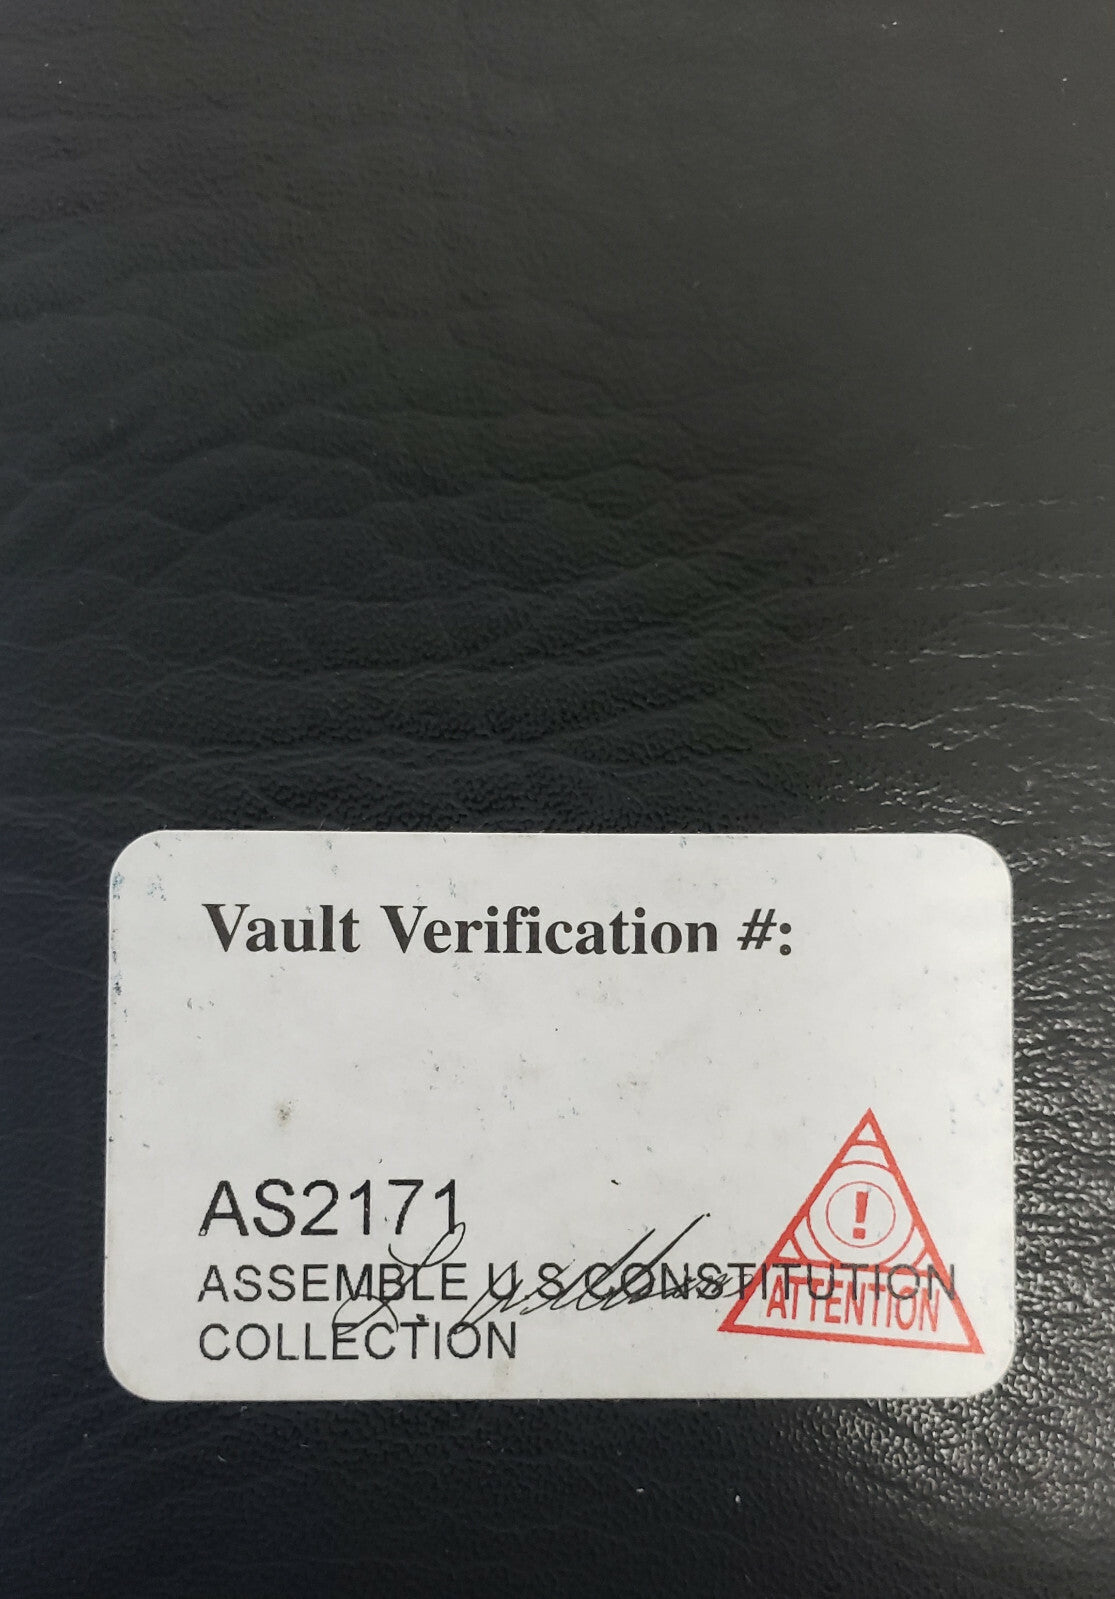 Vault Verification #:
AS2171
ASSEMBLE U S CONSTITUTION
COLLECTION
!
ATTENTION